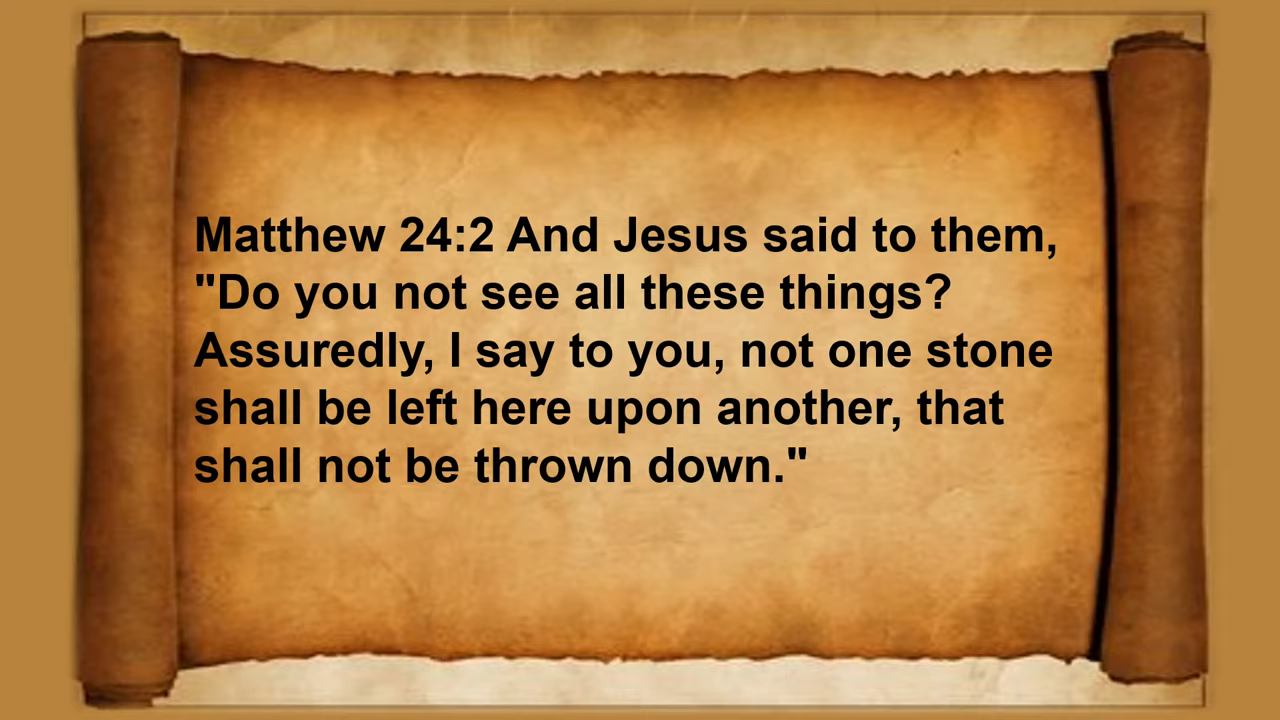 Matthew 24:2 And Jesus said to them,
"Do you not see all these things?
Assuredly, I say to you, not one stone
shall be left here upon another, that
shall not be thrown down."